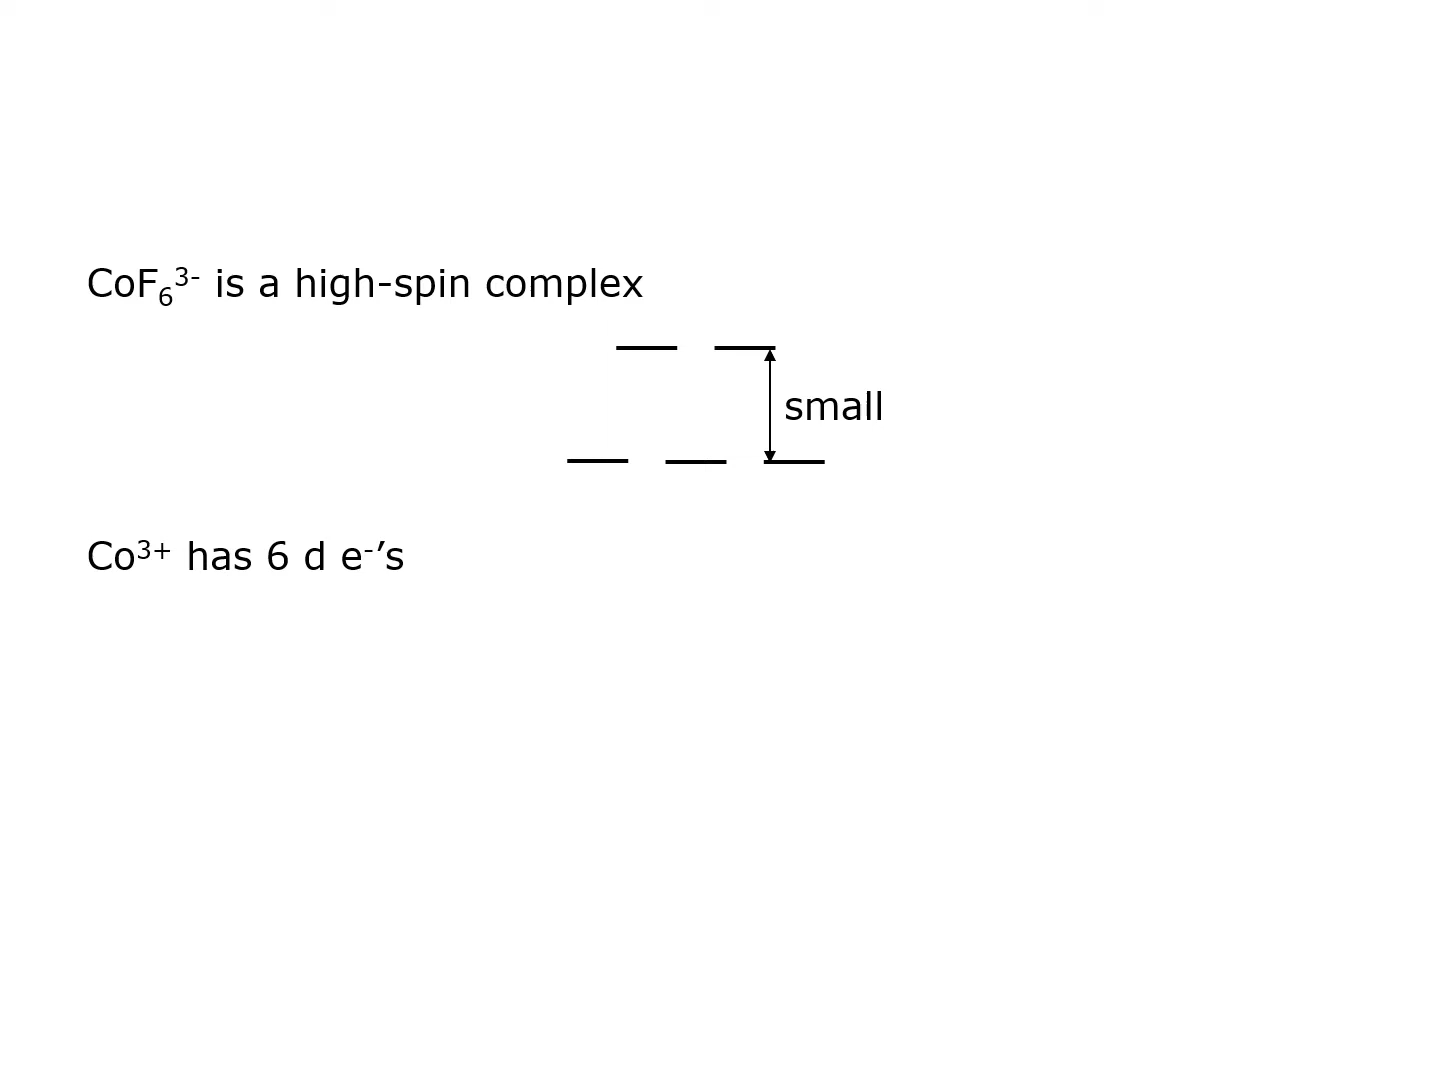 CoF₆³⁻ is a high-spin complex
small
Co³⁺ has 6 d e⁻’s